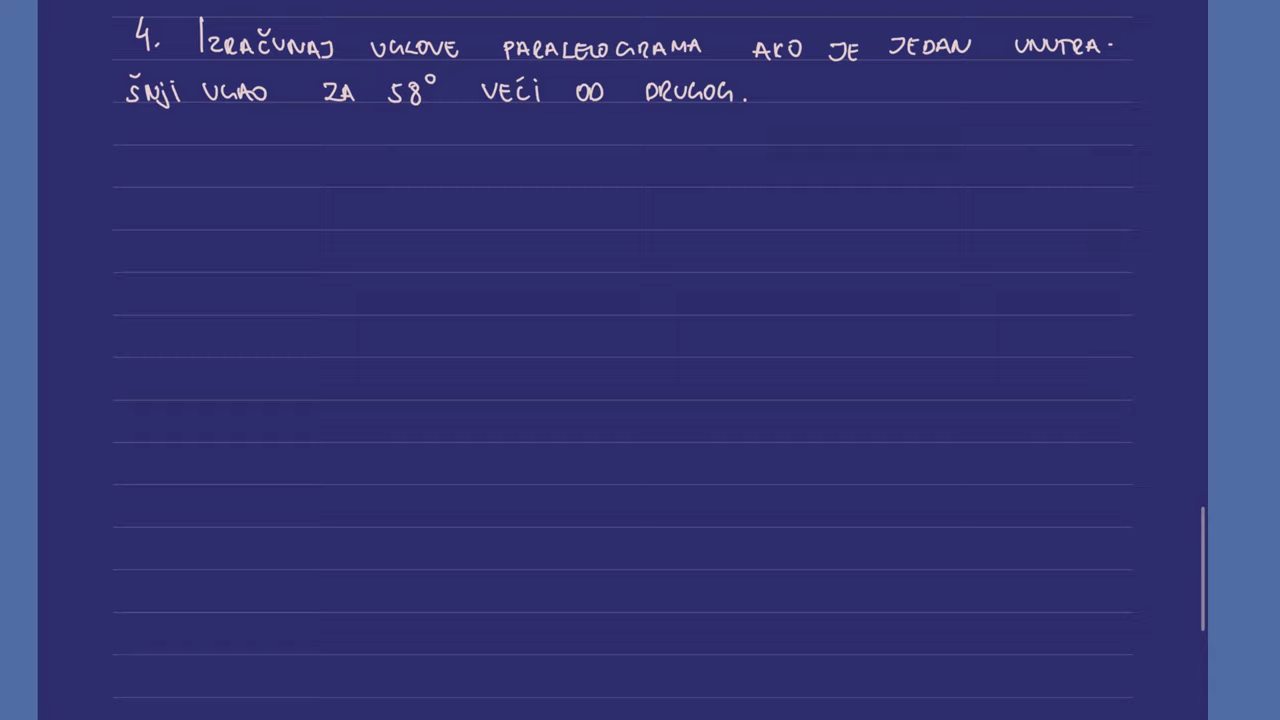 4. IZRAČUNAJ UGLOVE PARALELOGRAMA AKO JE JEDAN UNUTRA-
ŠNJI UGAO ZA 58° VEĆI OD DRUGOG.